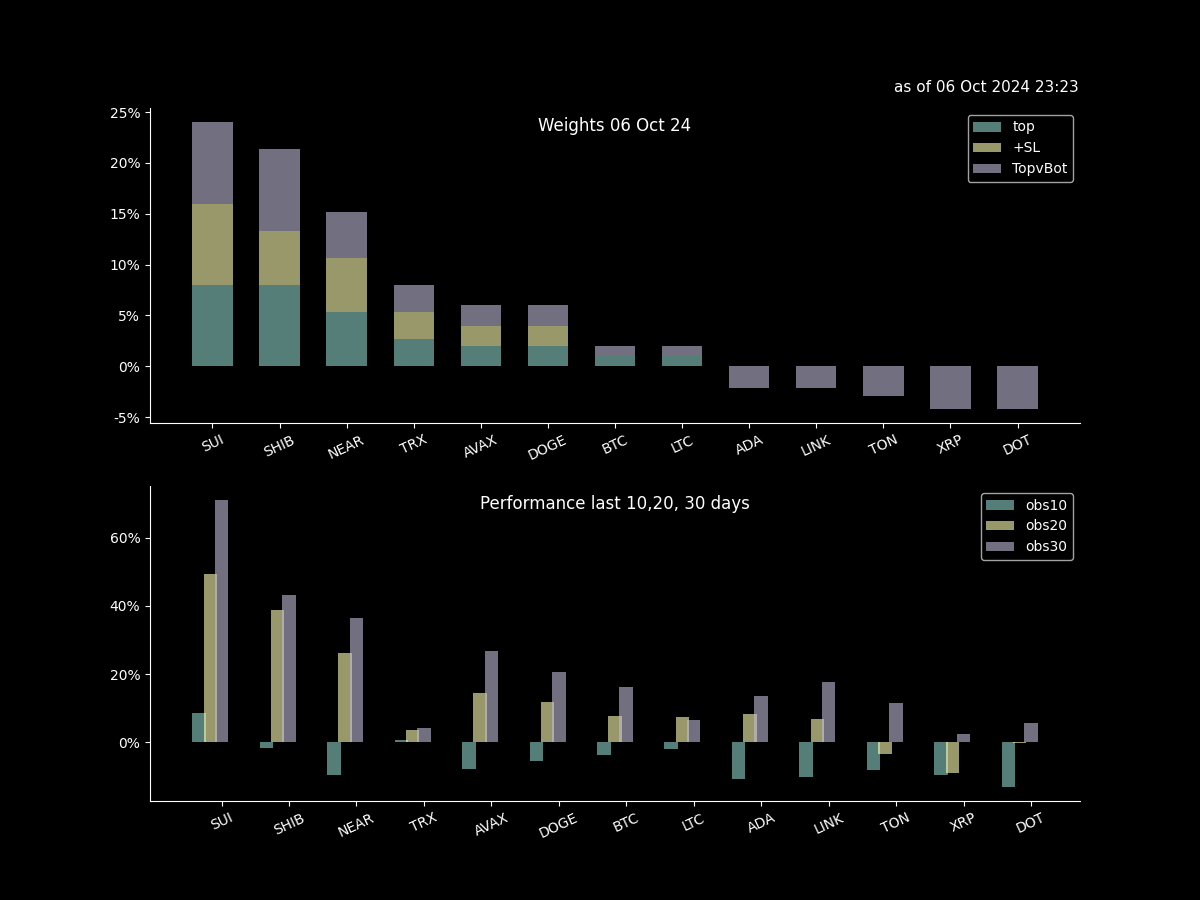 as of 06 Oct 2024 23:23
Weights 06 Oct 24
top
+SL
TopvBot
25%
20%
15%
10%
5%
0%
-5%
SUI SHIB NEAR TRX AVAX DOGE BTC LTC ADA LINK TON XRP DOT
Performance last 10,20, 30 days
obs10
obs20
obs30
60%
40%
20%
0%
SUI SHIB NEAR TRX AVAX DOGE BTC LTC ADA LINK TON XRP DOT